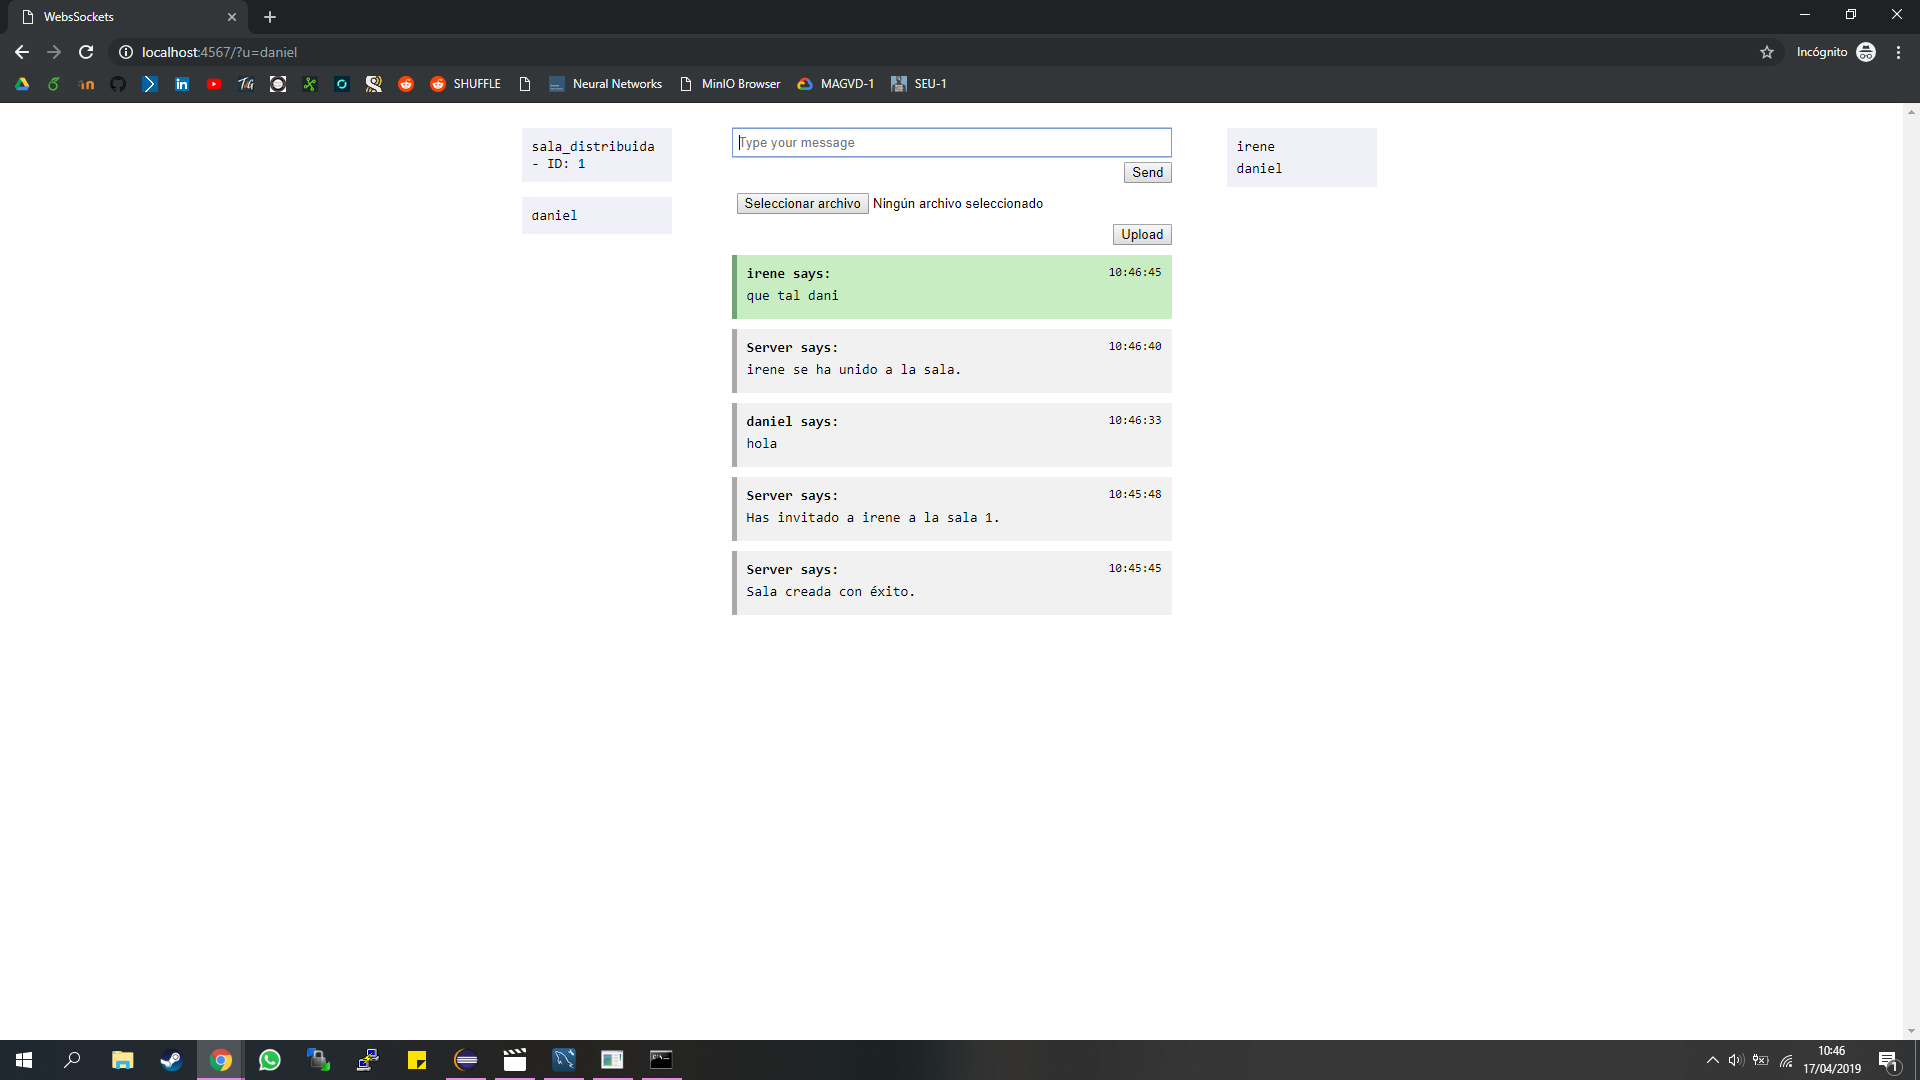 WebsSockets
localhost:4567/?u=daniel
Incógnito
SHUFFLE
Neural Networks
MinIO Browser
MAGVD-1
SEU-1
sala_distribuida
- ID: 1
daniel
Type your message
Send
Seleccionar archivo Ningún archivo seleccionado
Upload
irene says: 10:46:45
que tal dani
Server says: 10:46:40
irene se ha unido a la sala.
daniel says: 10:46:33
hola
Server says: 10:45:48
Has invitado a irene a la sala 1.
Server says: 10:45:45
Sala creada con éxito.
irene
daniel
10:46
17/04/2019
1